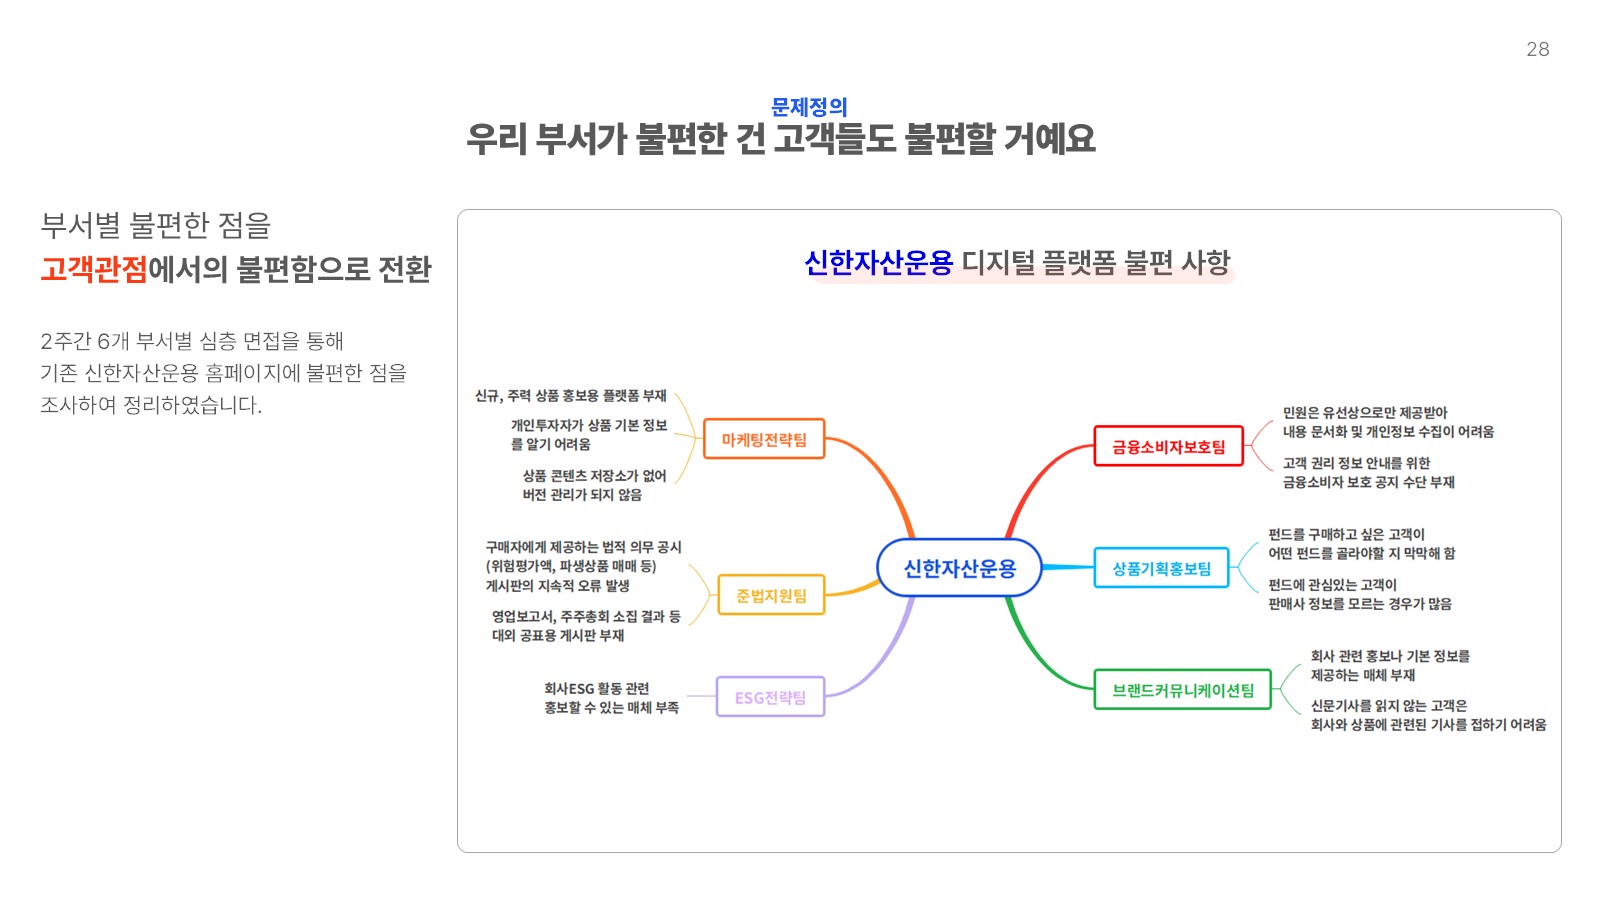 28
문제정의
우리 부서가 불편한 건 고객들도 불편할 거예요
부서별 불편한 점을
고객관점에서의 불편함으로 전환
2주간 6개 부서별 심층 면접을 통해
기존 신한자산운용 홈페이지에 불편한 점을
조사하여 정리하였습니다.
신한자산운용 디지털 플랫폼 불편 사항
신규, 주력 상품 홍보용 플랫폼 부재
개인투자자가 상품 기본 정보
를 알기 어려움
상품 콘텐츠 저장소가 없어
버전 관리가 되지 않음
마케팅전략팀
구매자에게 제공하는 법적 의무 공시
(위험평가액, 파생상품 매매 등)
게시판의 지속적 오류 발생
영업보고서, 주주총회 소집 결과 등
대외 공표용 게시판 부재
준법지원팀
회사ESG 활동 관련
홍보할 수 있는 매체 부족
ESG전략팀
신한자산운용
금융소비자보호팀
민원은 유선상으로만 제공받아
내용 문서화 및 개인정보 수집이 어려움
고객 권리 정보 안내를 위한
금융소비자 보호 공지 수단 부재
상품기획홍보팀
펀드를 구매하고 싶은 고객이
어떤 펀드를 골라야할 지 막막해 함
펀드에 관심있는 고객이
판매사 정보를 모르는 경우가 많음
브랜드커뮤니케이션팀
회사 관련 홍보나 기본 정보를
제공하는 매체 부재
신문기사를 읽지 않는 고객은
회사와 상품에 관련된 기사를 접하기 어려움